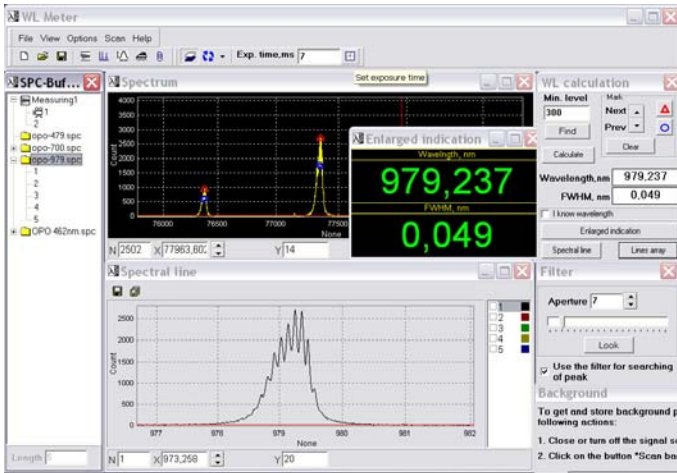 WL Meter
File View Options Scan Help
Exp. time,ms 7
Set exposure time
SPC-Buf...
Measuring1
1
2
opo-479.spc
opo-700.spc
opo-979.spc
1
2
3
4
5
OPO 462nm.spc
Length 5
Spectrum
Count
4000
3500
3000
2500
2000
1500
1000
500
0
76000 76500 77000 77500
None
N 2502 X 77963,602 Y 14
Enlarged indication
Wavelngth, nm
979,237
FWHM, nm
0,049
Spectral line
Count
2500
2000
1500
1000
500
0
977 978 979 980 981 982
None
1
2
3
4
5
N 1 X 973,258 Y 20
WL calculation
Min. level Mark
300 Next
Find Prev
Calculate Clear
Wavelength,nm 979,237
FWHM, nm 0,049
I know wavelength
Enlarged indication
Spectral line Lines array
Filter
Aperture 7
Look
Use the filter for searching
of peak
Background
To get and store background p
following actions:
1. Close or turn off the signal so
2. Click on the button "Scan ba